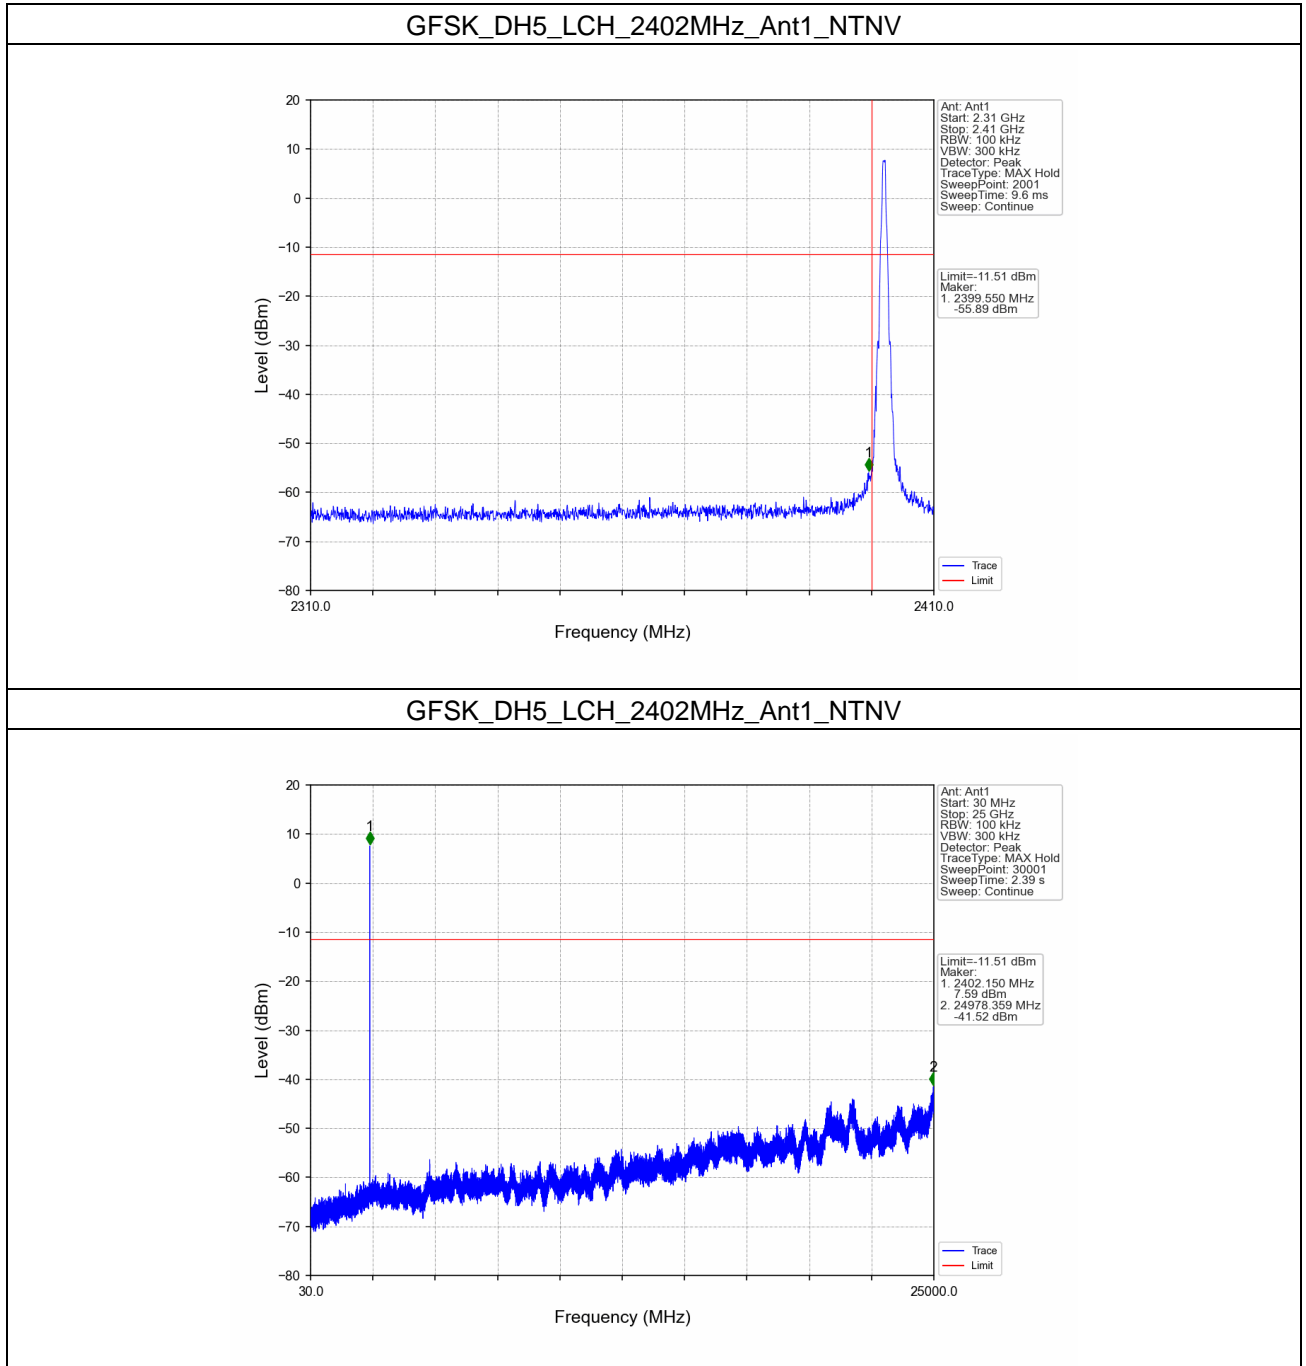 GFSK_DH5_LCH_2402MHz_Ant1_NTNV
20
10
0
−10
−20
−30
−40
−50
−60
−70
−80
Level (dBm)
1
2310.0
2410.0
Frequency (MHz)
Ant: Ant1
Start: 2.31 GHz
Stop: 2.41 GHz
RBW: 100 kHz
VBW: 300 kHz
Detector: Peak
TraceType: MAX Hold
SweepPoint: 2001
SweepTime: 9.6 ms
Sweep: Continue
Limit=-11.51 dBm
Maker:
1. 2399.550 MHz
-55.89 dBm
Trace
Limit
GFSK_DH5_LCH_2402MHz_Ant1_NTNV
20
10
0
−10
−20
−30
−40
−50
−60
−70
−80
Level (dBm)
1
2
30.0
25000.0
Frequency (MHz)
Ant: Ant1
Start: 30 MHz
Stop: 25 GHz
RBW: 100 kHz
VBW: 300 kHz
Detector: Peak
TraceType: MAX Hold
SweepPoint: 30001
SweepTime: 2.39 s
Sweep: Continue
Limit=-11.51 dBm
Maker:
1. 2402.150 MHz
7.59 dBm
2. 24978.359 MHz
-41.52 dBm
Trace
Limit